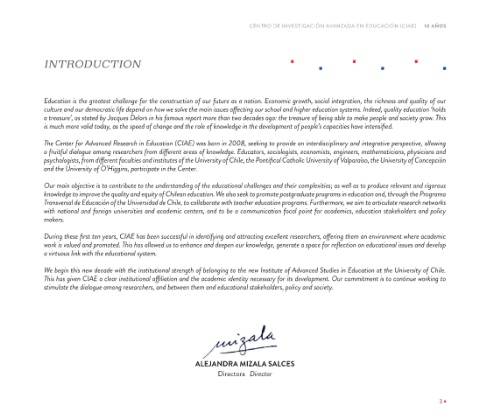 CENTRO DE INVESTIGACIÓN AVANZADA EN EDUCACIÓN (CIAE) 10 AÑOS
INTRODUCTION
Education is the greatest challenge for the construction of our future as a nation. Economic growth, social integration, the richness and quality of our
culture and our democratic life depend on how we solve the main issues affecting our school and higher education systems. Indeed, quality education 'holds
a treasure', as stated by Jacques Delors in his famous report more than two decades ago: the treasure of being able to make people and society grow. This
is much more valid today, as the speed of change and the role of knowledge in the development of people's capacities have intensified.
The Center for Advanced Research in Education (CIAE) was born in 2008, seeking to provide an interdisciplinary and integrative perspective, allowing
a fruitful dialogue among researchers from different areas of knowledge. Educators, sociologists, economists, engineers, mathematicians, physicians and
psychologists, from different faculties and institutes of the University of Chile, the Pontifical Catholic University of Valparaíso, the University of Concepción
and the University of O'Higgins, participate in the Center.
Our main objective is to contribute to the understanding of the educational challenges and their complexities; as well as to produce relevant and rigorous
knowledge to improve the quality and equity of Chilean education. We also seek to promote postgraduate programs in education and, through the Programa
Transversal de Educación of the Universidad de Chile, to collaborate with teacher education programs. Furthermore, we aim to articulate research networks
with national and foreign universities and academic centers, and to be a communication focal point for academics, education stakeholders and policy
makers.
During these first ten years, CIAE has been successful in identifying and attracting excellent researchers, offering them an environment where academic
work is valued and promoted. This has allowed us to enhance and deepen our knowledge, generate a space for reflection on educational issues and develop
a virtuous link with the educational system.
We begin this new decade with the institutional strength of belonging to the new Institute of Advanced Studies in Education at the University of Chile.
This has given CIAE a clear institutional affiliation and the academic identity necessary for its development. Our commitment is to continue working to
stimulate the dialogue among researchers, and between them and educational stakeholders, policy and society.
mizala
ALEJANDRA MIZALA SALCES
Directora Director
3